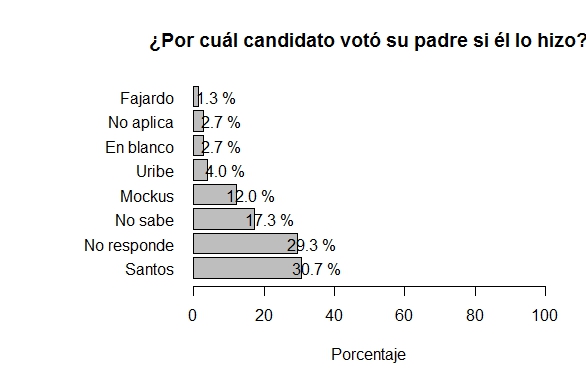 ¿Por cuál candidato votó su padre si él lo hizo?
Fajardo 1.3 %
No aplica 2.7 %
En blanco 2.7 %
Uribe 4.0 %
Mockus 12.0 %
No sabe 17.3 %
No responde 29.3 %
Santos 30.7 %
0 20 40 60 80 100
Porcentaje